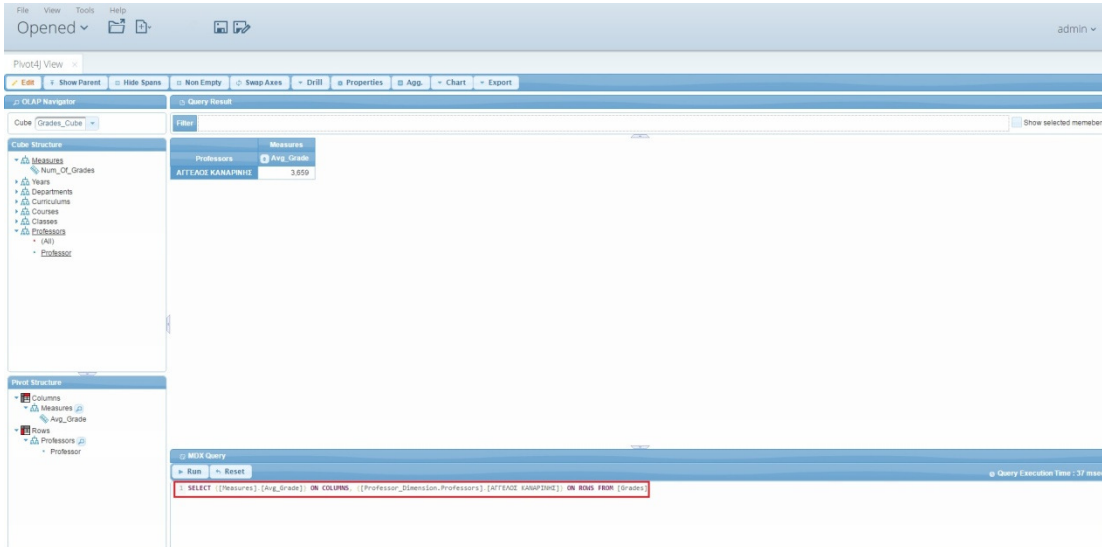 File View Tools Help
Opened
admin
Pivot4J View ×
Edit Show Parent Hide Spans Non Empty Swap Axes Drill Properties Agg. Chart Export
OLAP Navigator
Cube Grades_Cube
Cube Structure
Measures
Num_Of_Grades
Years
Departments
Curriculums
Courses
Classes
Professors
(All)
Professor
Pivot Structure
Columns
Measures
Avg_Grade
Rows
Professors
Professor
Query Result
Filter
Show selected memeber
Measures
Professors Avg_Grade
ΑΓΓΕΛΟΣ ΚΑΝΑΡΙΝΗΣ 3,659
MDX Query
Run Reset
Query Execution Time : 37 msec
1 SELECT {[Measures].[Avg_Grade]} ON COLUMNS, {[Professor_Dimension.Professors].[ΑΓΓΕΛΟΣ ΚΑΝΑΡΙΝΗΣ]} ON ROWS FROM [Grades]